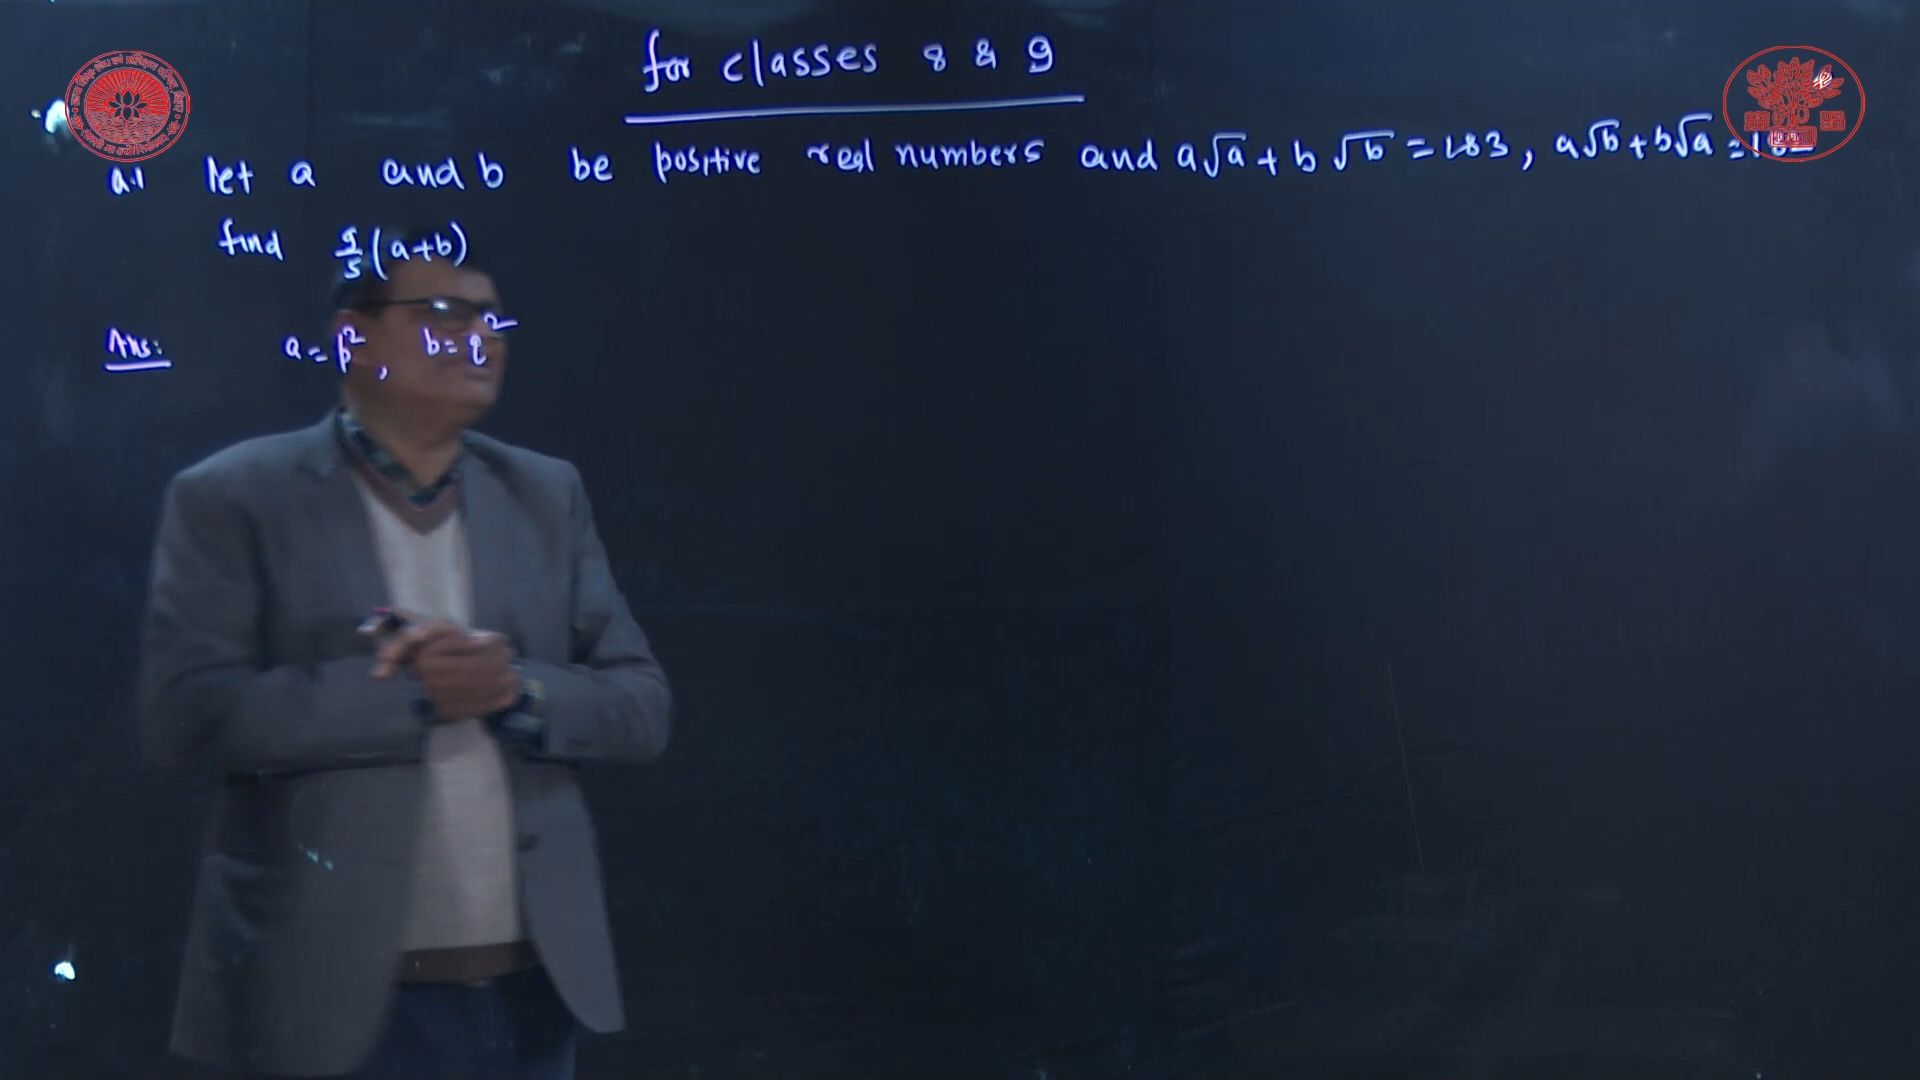 for classes 8 & 9
Q.1 let a and b be positive real numbers and a√a + b√b = 183, a√b + b√a =
find 9/5 (a+b)
Ans: a = p², b = q²